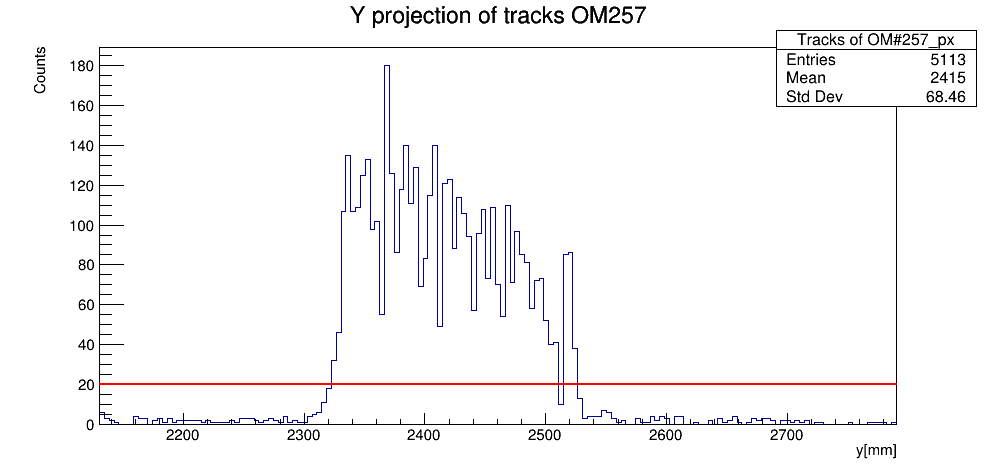 Y projection of tracks OM257
Tracks of OM#257_px
Entries 5113
Mean 2415
Std Dev 68.46
Counts
180
160
140
120
100
80
60
40
20
0
2200 2300 2400 2500 2600 2700
y[mm]